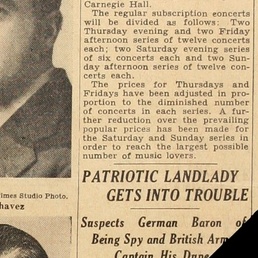 Carnegie Hall.
The regular subscription concerts
will be divided as follows: Two
Thursday evening and two Friday
afternoon series of twelve concerts
each; two Saturday evening series
of six concerts each and two Sun-
day afternoon series of twelve con-
certs each.
The prices for Thursdays and
Fridays have been adjusted in pro-
portion to the diminished number
of concerts in each series. A fur-
ther reduction over the prevailing
popular prices has been made for
the Saturday and Sunday series in
order to reach the largest possible
number of music lovers.
Times Studio Photo.
havez
PATRIOTIC LANDLADY
GETS INTO TROUBLE
Suspects German Baron of
Being Spy and British Arm
Captain His Dupe